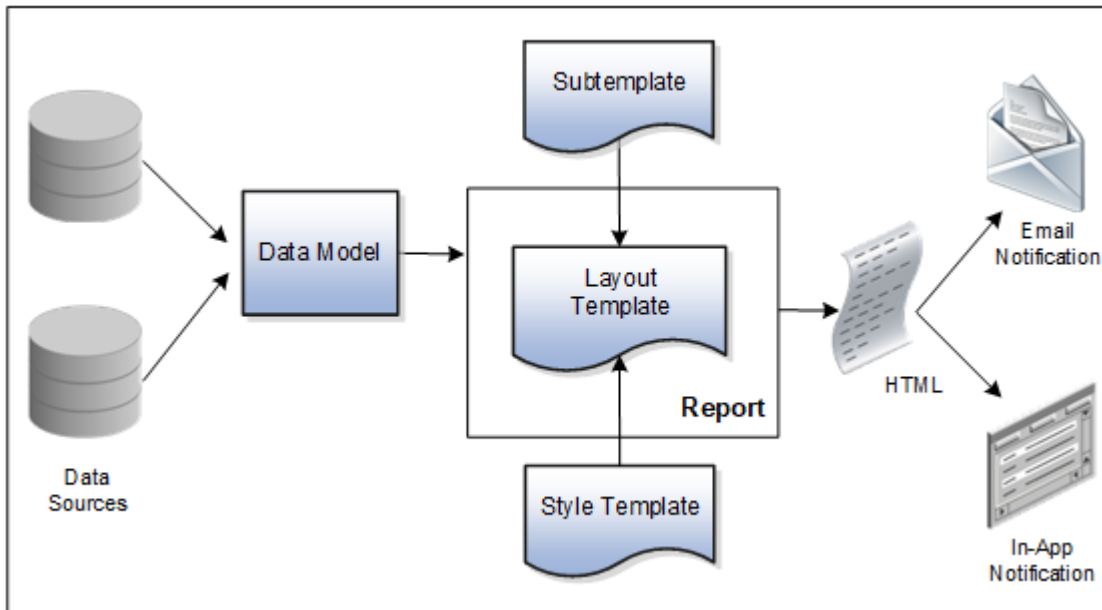 Subtemplate
Data Model
Layout
Template
Report
Style Template
Data
Sources
HTML
Email
Notification
In-App
Notification